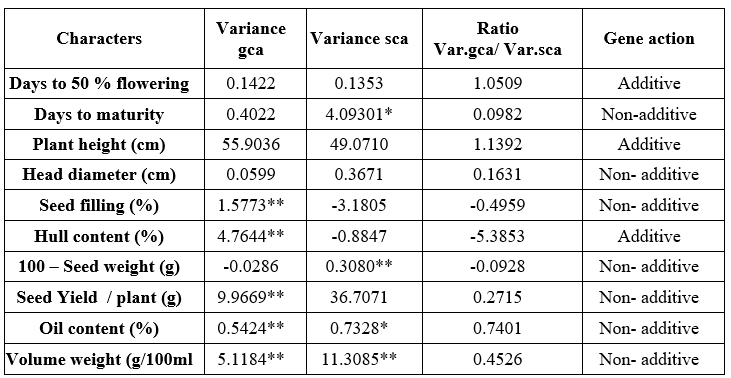 Characters Variance gca Variance sca Ratio Var.gca/ Var.sca Gene action
Days to 50 % flowering 0.1422 0.1353 1.0509 Additive
Days to maturity 0.4022 4.09301* 0.0982 Non-additive
Plant height (cm) 55.9036 49.0710 1.1392 Additive
Head diameter (cm) 0.0599 0.3671 0.1631 Non- additive
Seed filling (%) 1.5773** -3.1805 -0.4959 Non- additive
Hull content (%) 4.7644** -0.8847 -5.3853 Additive
100 – Seed weight (g) -0.0286 0.3080** -0.0928 Non- additive
Seed Yield / plant (g) 9.9669** 36.7071 0.2715 Non- additive
Oil content (%) 0.5424** 0.7328* 0.7401 Non- additive
Volume weight (g/100ml 5.1184** 11.3085** 0.4526 Non- additive